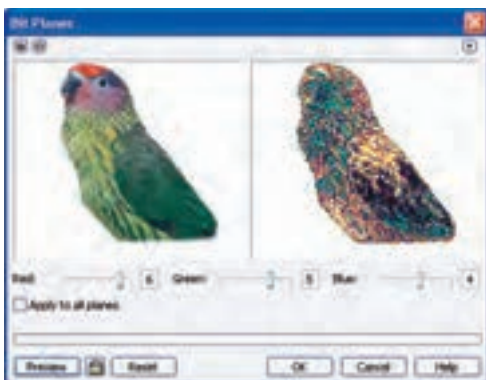 Bit Planes
Red: 6 Green: 5 Blue: 4
Apply to all planes
Preview Reset OK Cancel Help